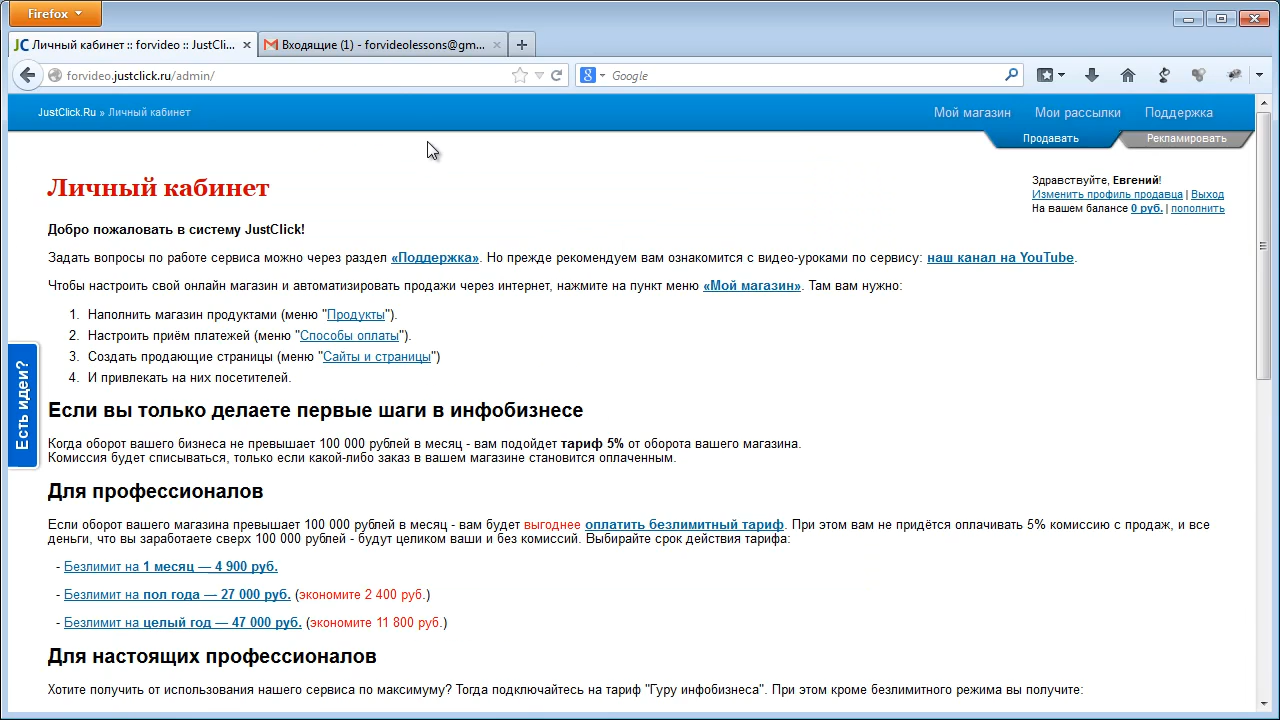 Firefox
Личный кабинет :: forvideo :: JustCli...
Входящие (1) - forvideolessons@gm...
forvideo.justclick.ru/admin/
Google
JustClick.Ru » Личный кабинет
Мой магазин Мои рассылки Поддержка
Продавать Рекламировать
Личный кабинет
Здравствуйте, Евгений!
Изменить профиль продавца | Выход
На вашем балансе 0 руб. | пополнить
Добро пожаловать в систему JustClick!
Задать вопросы по работе сервиса можно через раздел «Поддержка». Но прежде рекомендуем вам ознакомится с видео-уроками по сервису: наш канал на YouTube.
Чтобы настроить свой онлайн магазин и автоматизировать продажи через интернет, нажмите на пункт меню «Мой магазин». Там вам нужно:
1. Наполнить магазин продуктами (меню "Продукты").
2. Настроить приём платежей (меню "Способы оплаты").
3. Создать продающие страницы (меню "Сайты и страницы")
4. И привлекать на них посетителей.
Есть идеи?
Если вы только делаете первые шаги в инфобизнесе
Когда оборот вашего бизнеса не превышает 100 000 рублей в месяц - вам подойдет тариф 5% от оборота вашего магазина.
Комиссия будет списываться, только если какой-либо заказ в вашем магазине становится оплаченным.
Для профессионалов
Если оборот вашего магазина превышает 100 000 рублей в месяц - вам будет выгоднее оплатить безлимитный тариф. При этом вам не придётся оплачивать 5% комиссию с продаж, и все
деньги, что вы заработаете сверх 100 000 рублей - будут целиком ваши и без комиссий. Выбирайте срок действия тарифа:
- Безлимит на 1 месяц — 4 900 руб.
- Безлимит на пол года — 27 000 руб. (экономите 2 400 руб.)
- Безлимит на целый год — 47 000 руб. (экономите 11 800 руб.)
Для настоящих профессионалов
Хотите получить от использования нашего сервиса по максимуму? Тогда подключайтесь на тариф "Гуру инфобизнеса". При этом кроме безлимитного режима вы получите: